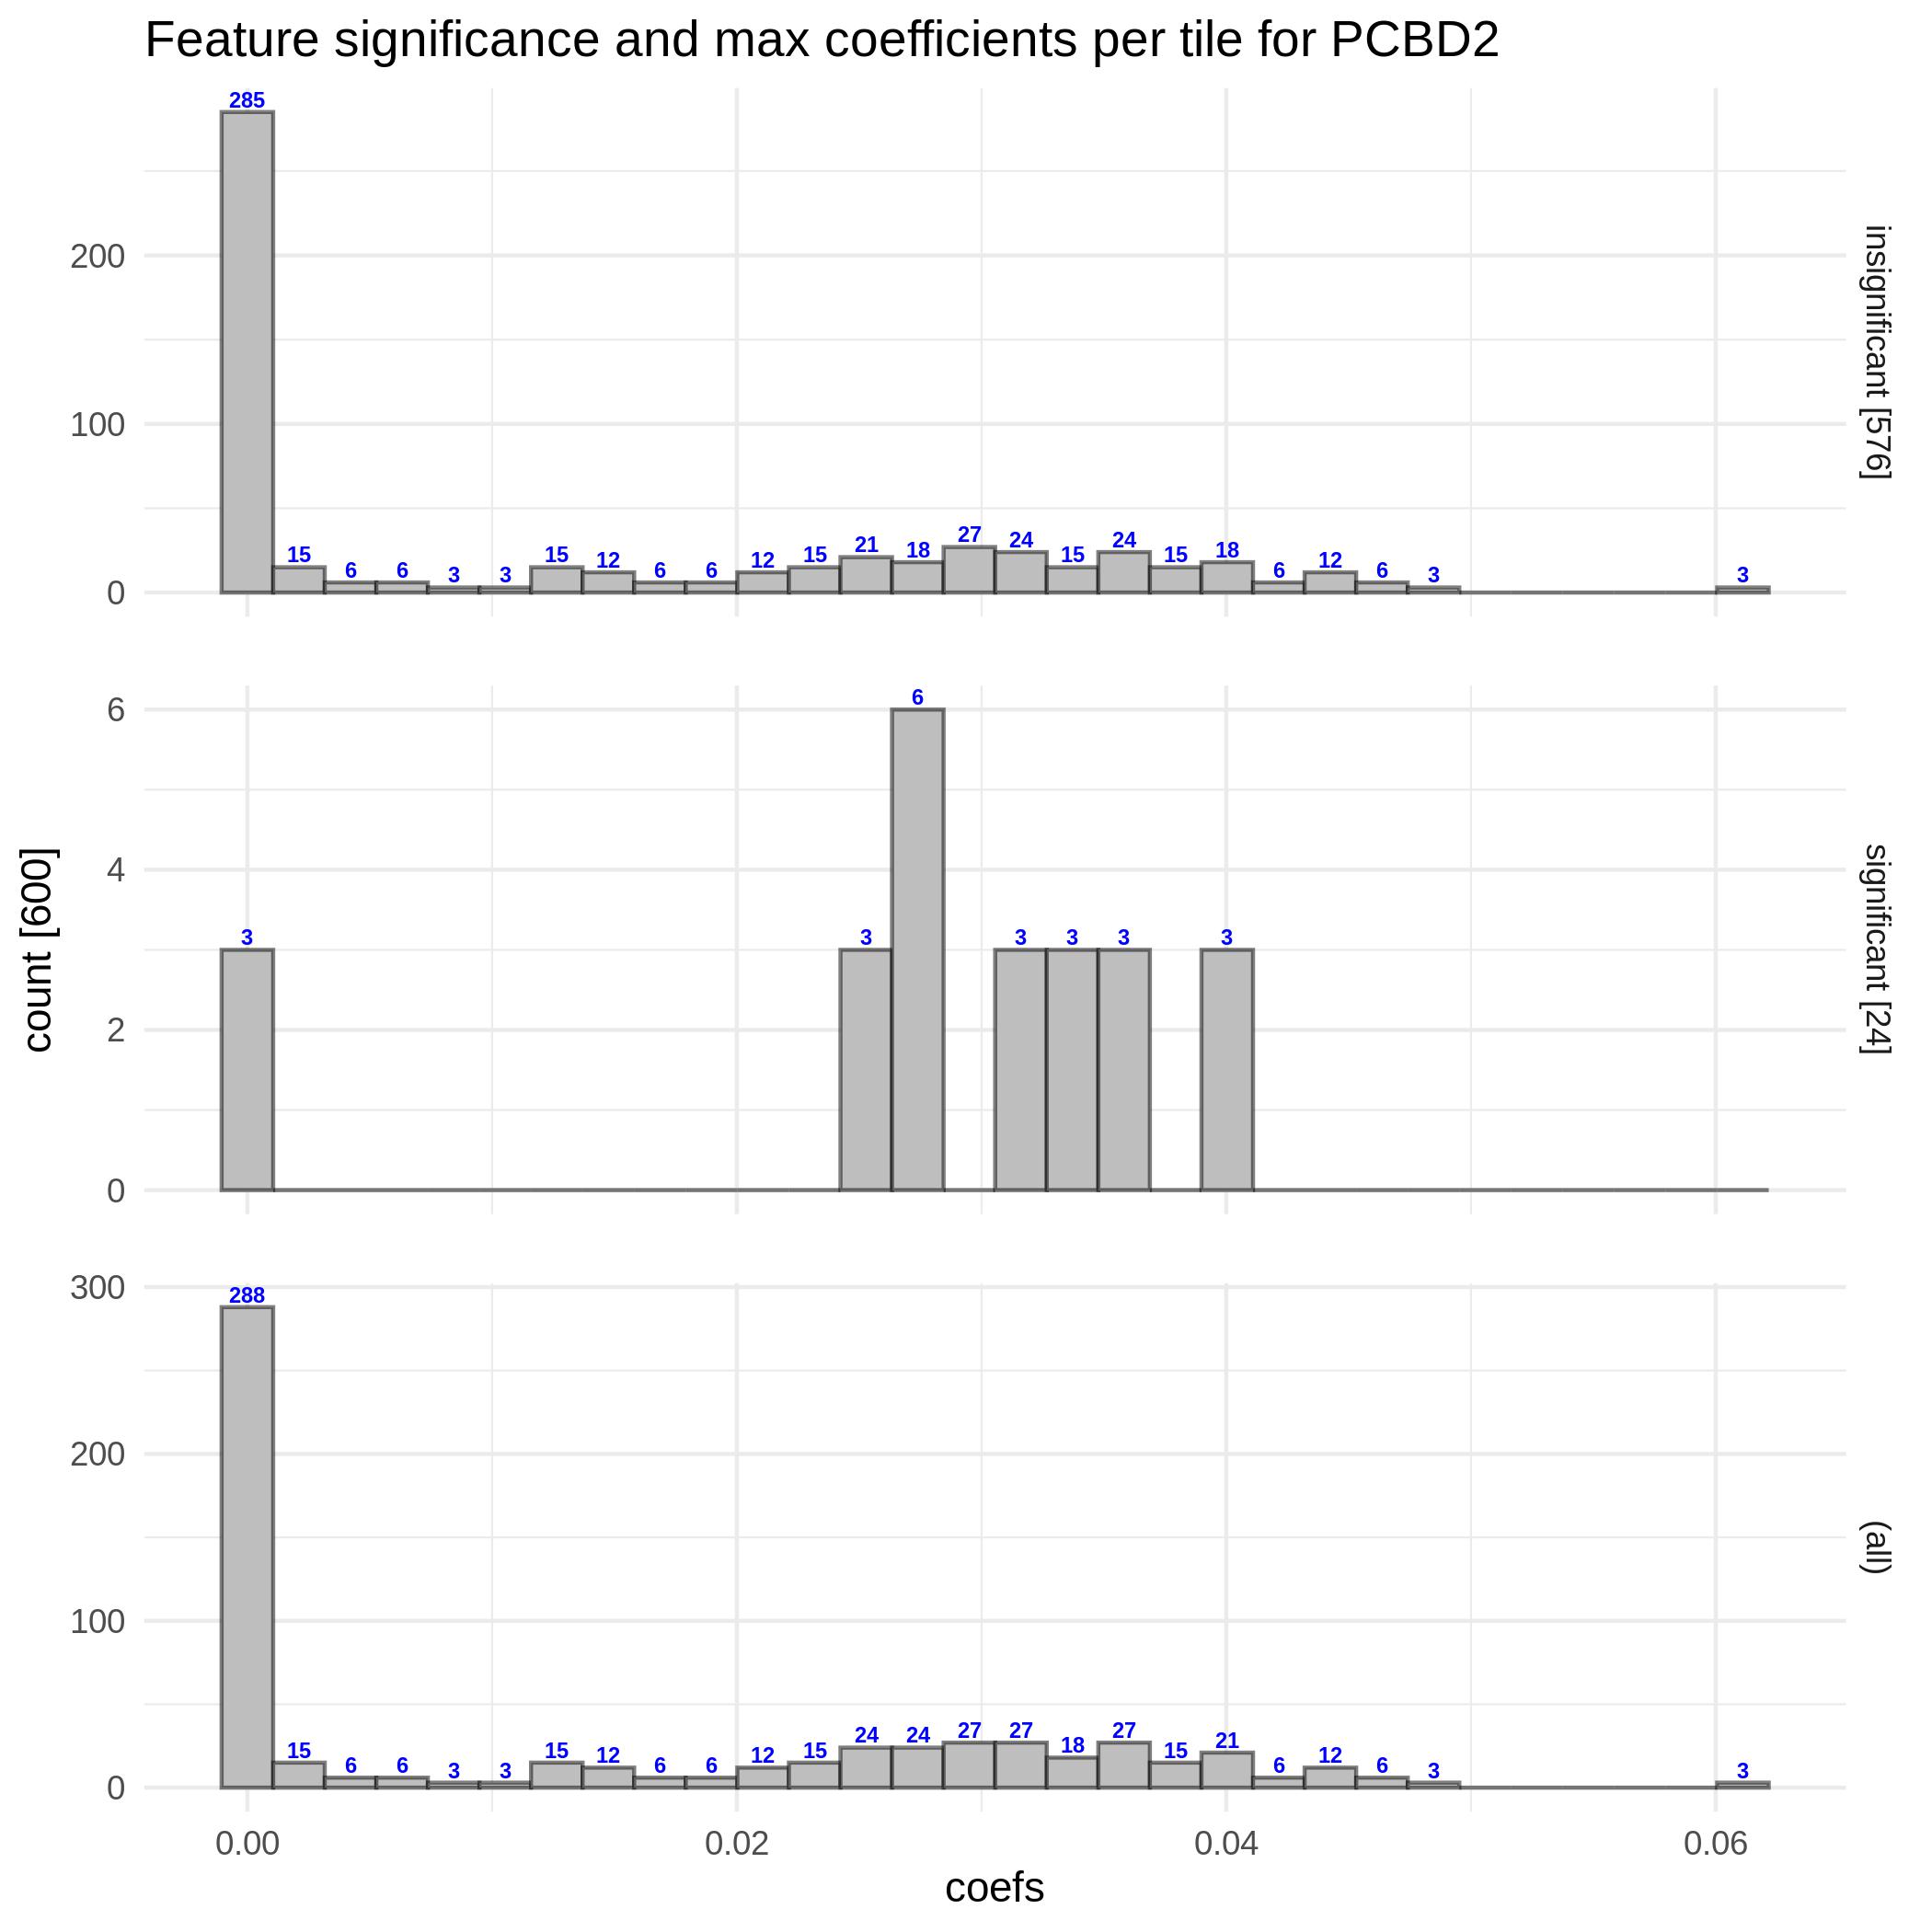 Feature significance and max coefficients per tile for PCBD2
285
200
100
0
15 6 6 3 3 15 12 6 6 12 15 21 18 27 24 15 24 15 18 6 12 6 3 3
insignificant [576]
6
4
2
0
3 3 6 3 3 3 3
significant [24]
count [600]
300
200
100
0
288
15 6 6 3 3 15 12 6 6 12 15 24 24 27 27 18 27 15 21 6 12 6 3 3
(all)
0.00 0.02 0.04 0.06
coefs